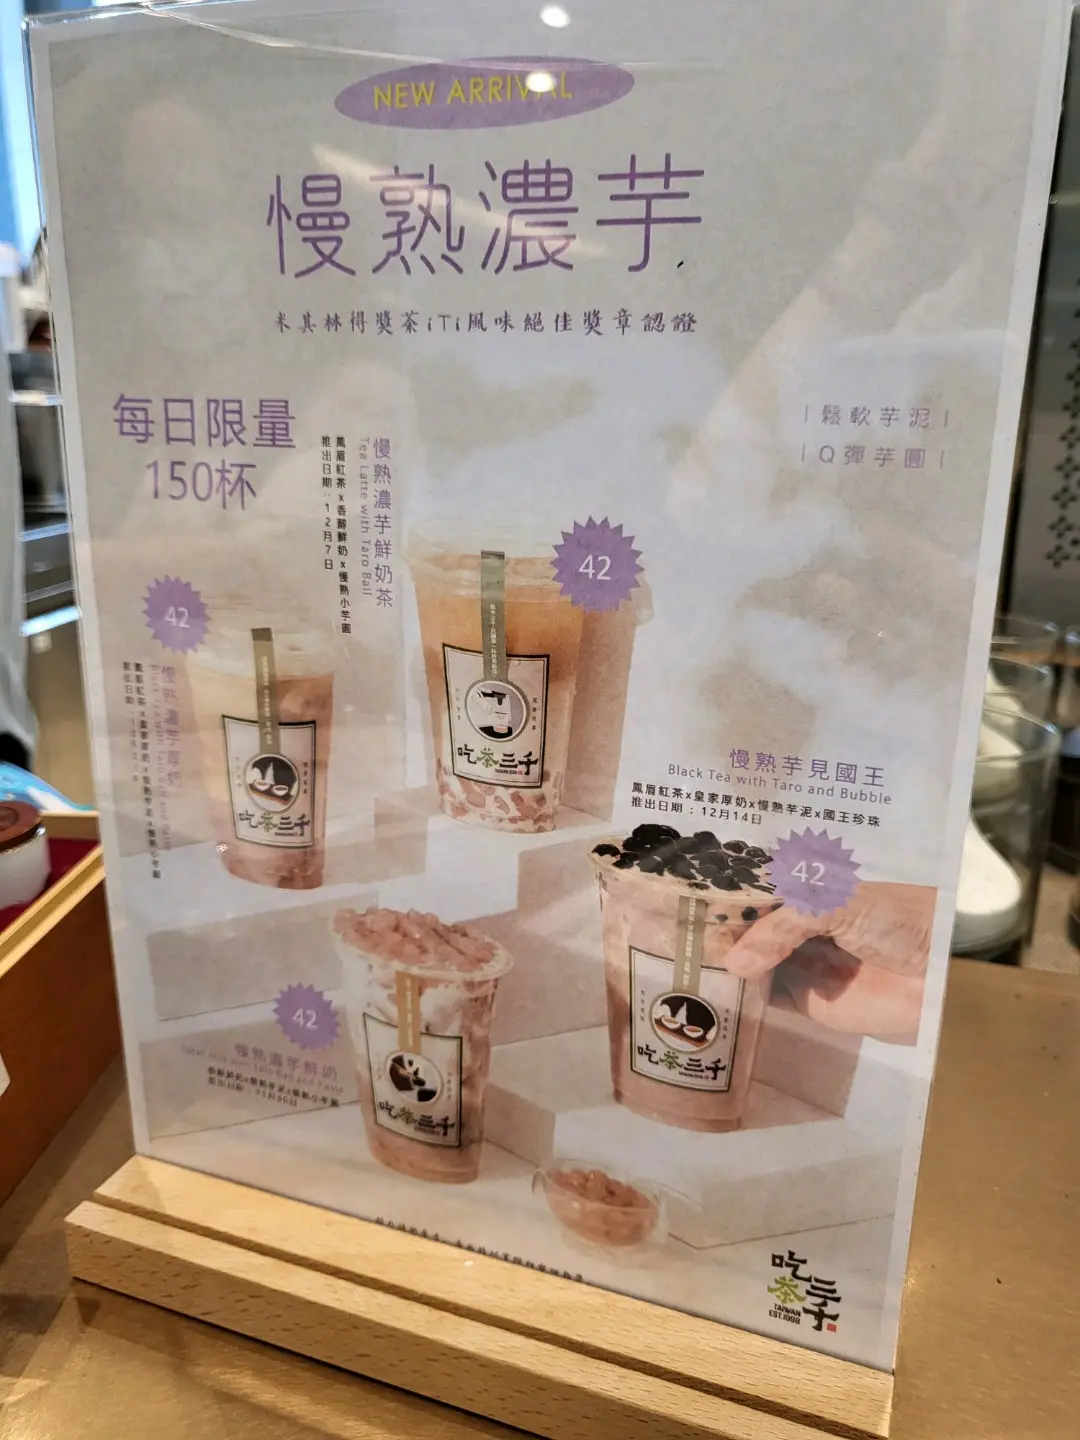 NEW ARRIVAL
慢熟濃芋
米其林得獎茶iTi風味絕佳獎章認證
每日限量
150杯
|鬆軟芋泥|
|Q彈芋圓|
慢熟濃芋鮮奶茶
Tea Latte with Taro Ball
鳳眉紅茶x香醇鮮奶x慢熟小芋圓
推出日期：12月7日
42
吃茶三千
42
慢熟濃芋厚奶
吃茶三千
慢熟芋見國王
Black Tea with Taro and Bubble
鳳眉紅茶x皇家厚奶x慢熟芋泥x國王珍珠
推出日期：12月14日
42
吃茶三千
42
慢熟濃芋鮮奶
吃茶三千
吃茶三千
TAIWAN
EST.1998